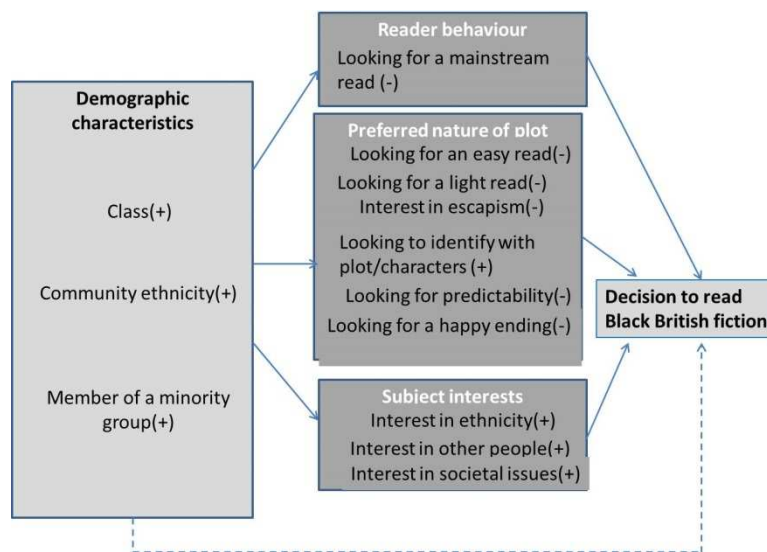 Demographic
characteristics
Class(+)
Community ethnicity(+)
Member of a minority
group(+)
Reader behaviour
Looking for a mainstream
read (-)
Preferred nature of plot
Looking for an easy read(-)
Looking for a light read(-)
Interest in escapism(-)
Looking to identify with
plot/characters (+)
Looking for predictability(-)
Looking for a happy ending(-)
Subject interests
Interest in ethnicity(+)
Interest in other people(+)
Interest in societal issues(+)
Decision to read
Black British fiction